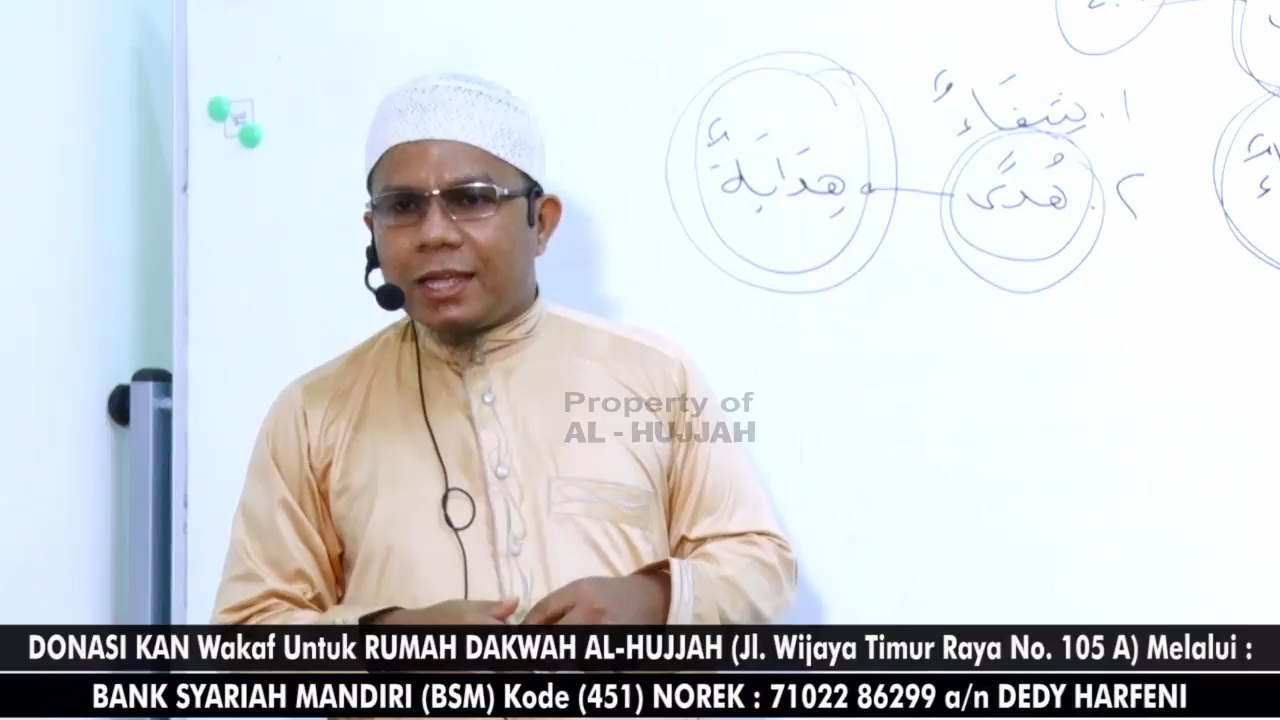 ١. شِفَاءٌ
٢. هُدًى
هِدَايَةٌ
Property of
AL - HUJJAH
DONASI KAN Wakaf Untuk RUMAH DAKWAH AL-HUJJAH (Jl. Wijaya Timur Raya No. 105 A) Melalui :
BANK SYARIAH MANDIRI (BSM) Kode (451) NOREK : 71022 86299 a/n DEDY HARFENI